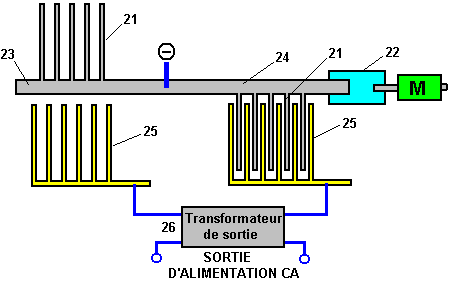 21
23
24
21
22
M
25
25
26
Transformateur
de sortie
SORTIE
D'ALIMENTATION CA